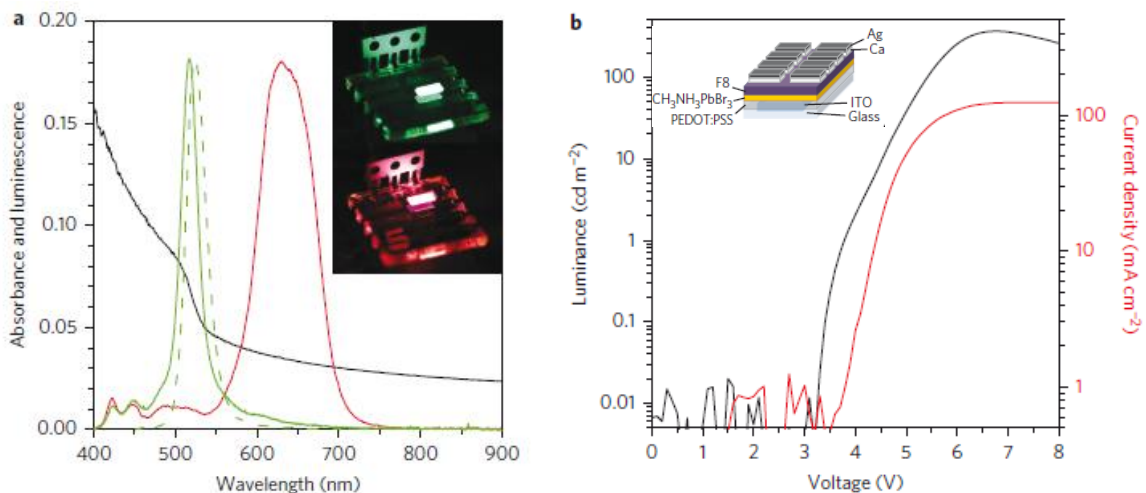 a
0.20
0.15
0.10
0.05
0.00
400 500 600 700 800 900
Wavelength (nm)
Absorbance and luminescence
b
100
10
1
0.1
0.01
Luminance (cd m⁻²)
Ag
Ca
F8
CH₃NH₃PbBr₃
PEDOT:PSS
ITO
Glass
0 1 2 3 4 5 6 7 8
Voltage (V)
100
10
1
Current density (mA cm⁻²)